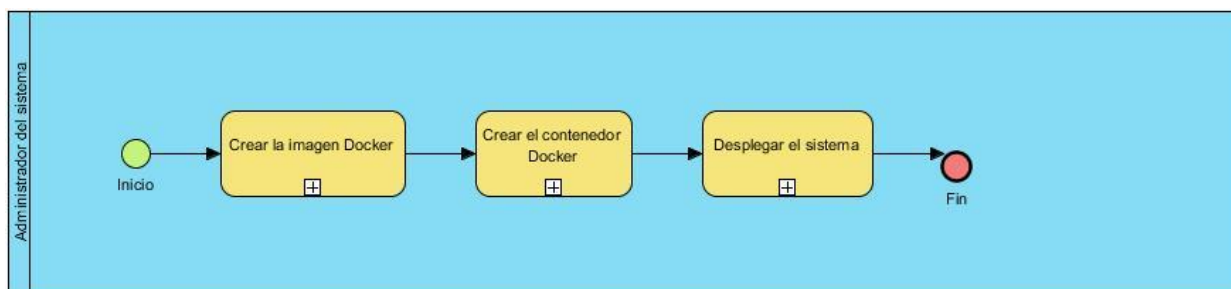 Administrador del sistema
Inicio
Crear la imagen Docker
Crear el contenedor
Docker
Desplegar el sistema
Fin